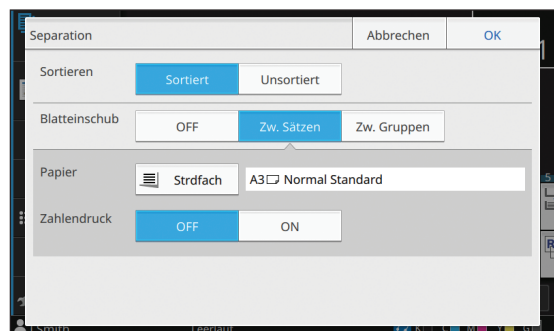 Separation Abbrechen OK
Sortieren Sortiert Unsortiert
Blatteinschub OFF Zw. Sätzen Zw. Gruppen
Papier Strdfach A3 Normal Standard
Zahlendruck OFF ON
Smith Leerlauf K C M Y G